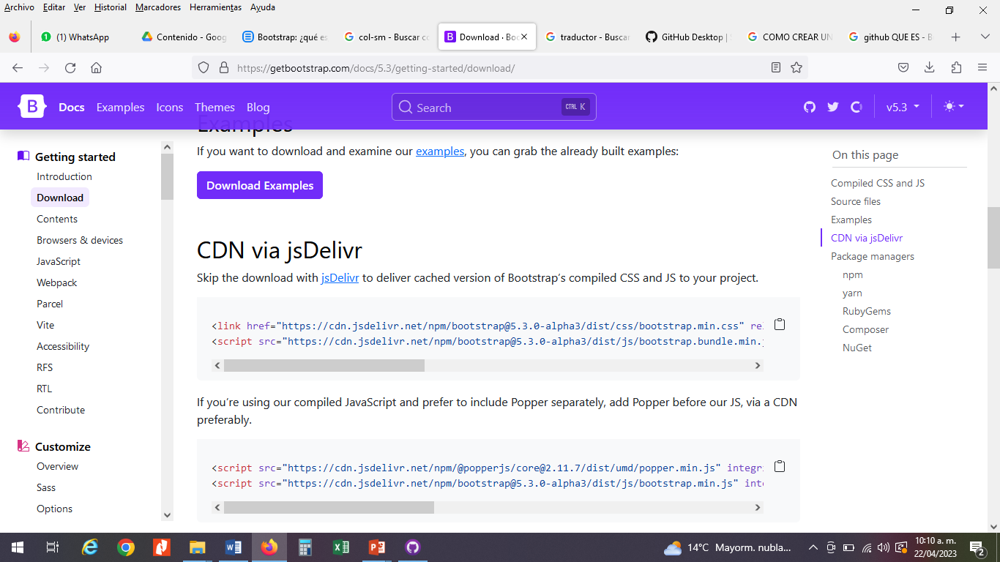 Archivo Editar Ver Historial Marcadores Herramientas Ayuda
1 (1) WhatsApp
Contenido - Goog
Bootstrap: ¿qué es
col-sm - Buscar co
Download · Boo
traductor - Buscar
GitHub Desktop |
COMO CREAR UN
github QUE ES - B
https://getbootstrap.com/docs/5.3/getting-started/download/
B Docs Examples Icons Themes Blog
Search CTRL K
v5.3
Getting started
Introduction
Download
Contents
Browsers & devices
JavaScript
Webpack
Parcel
Vite
Accessibility
RFS
RTL
Contribute
Customize
Overview
Sass
Options
Examples
If you want to download and examine our examples, you can grab the already built examples:
Download Examples
CDN via jsDelivr
Skip the download with jsDelivr to deliver cached version of Bootstrap’s compiled CSS and JS to your project.
<link href="https://cdn.jsdelivr.net/npm/bootstrap@5.3.0-alpha3/dist/css/bootstrap.min.css" rel
<script src="https://cdn.jsdelivr.net/npm/bootstrap@5.3.0-alpha3/dist/js/bootstrap.bundle.min.j
If you’re using our compiled JavaScript and prefer to include Popper separately, add Popper before our JS, via a CDN
preferably.
<script src="https://cdn.jsdelivr.net/npm/@popperjs/core@2.11.7/dist/umd/popper.min.js" integri
<script src="https://cdn.jsdelivr.net/npm/bootstrap@5.3.0-alpha3/dist/js/bootstrap.min.js" inte
On this page
Compiled CSS and JS
Source files
Examples
CDN via jsDelivr
Package managers
npm
yarn
RubyGems
Composer
NuGet
14°C Mayorm. nubla...
10:10 a. m.
22/04/2023
2